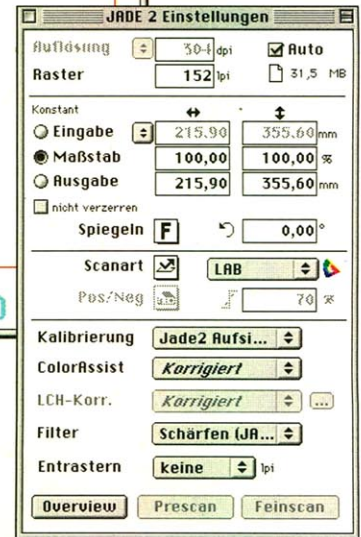 JADE 2 Einstellungen
Auflösung 304 dpi Auto
Raster 152 lpi 31,5 MB
Konstant
Eingabe 215.90 355.60 mm
Maßstab 100,00 100,00 %
Ausgabe 215,90 355,60 mm
nicht verzerren
Spiegeln F 0,00°
Scanart LAB
Pos/Neg 70 %
Kalibrierung Jade2 Aufsi...
ColorAssist Korrigiert
LCH-Korr. Korrigiert ...
Filter Schärfen (JA...
Entrastern keine lpi
Overview Prescan Feinscan